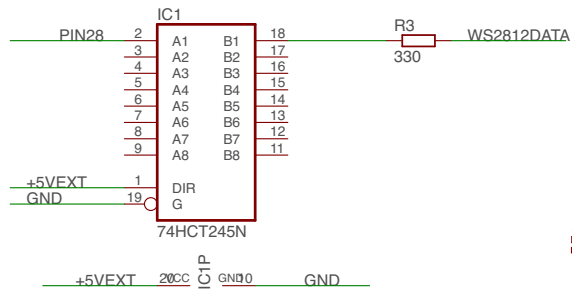 IC1
PIN28 2 A1 B1 18 R3 WS2812DATA
3 A2 B2 17 330
4 A3 B3 16
5 A4 B4 15
6 A5 B5 14
7 A6 B6 13
8 A7 B7 12
9 A8 B8 11
+5VEXT 1 DIR
GND 19 G
74HCT245N
IC1P
+5VEXT 20 VCC GND 10 GND